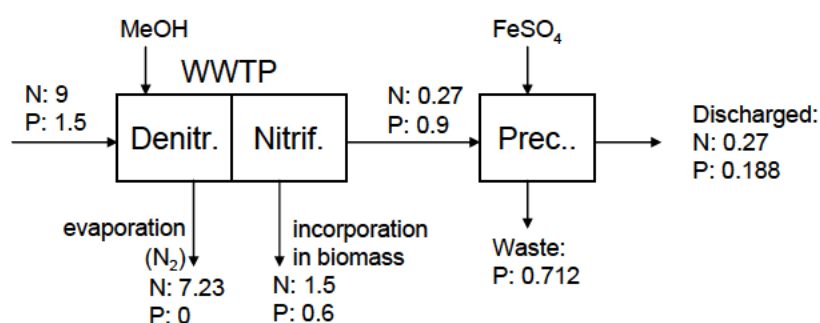 MeOH
FeSO₄
WWTP
N: 9
P: 1.5
Denitr.
Nitrif.
N: 0.27
P: 0.9
Prec..
Discharged:
N: 0.27
P: 0.188
evaporation
(N₂)
N: 7.23
P: 0
incorporation
in biomass
N: 1.5
P: 0.6
Waste:
P: 0.712